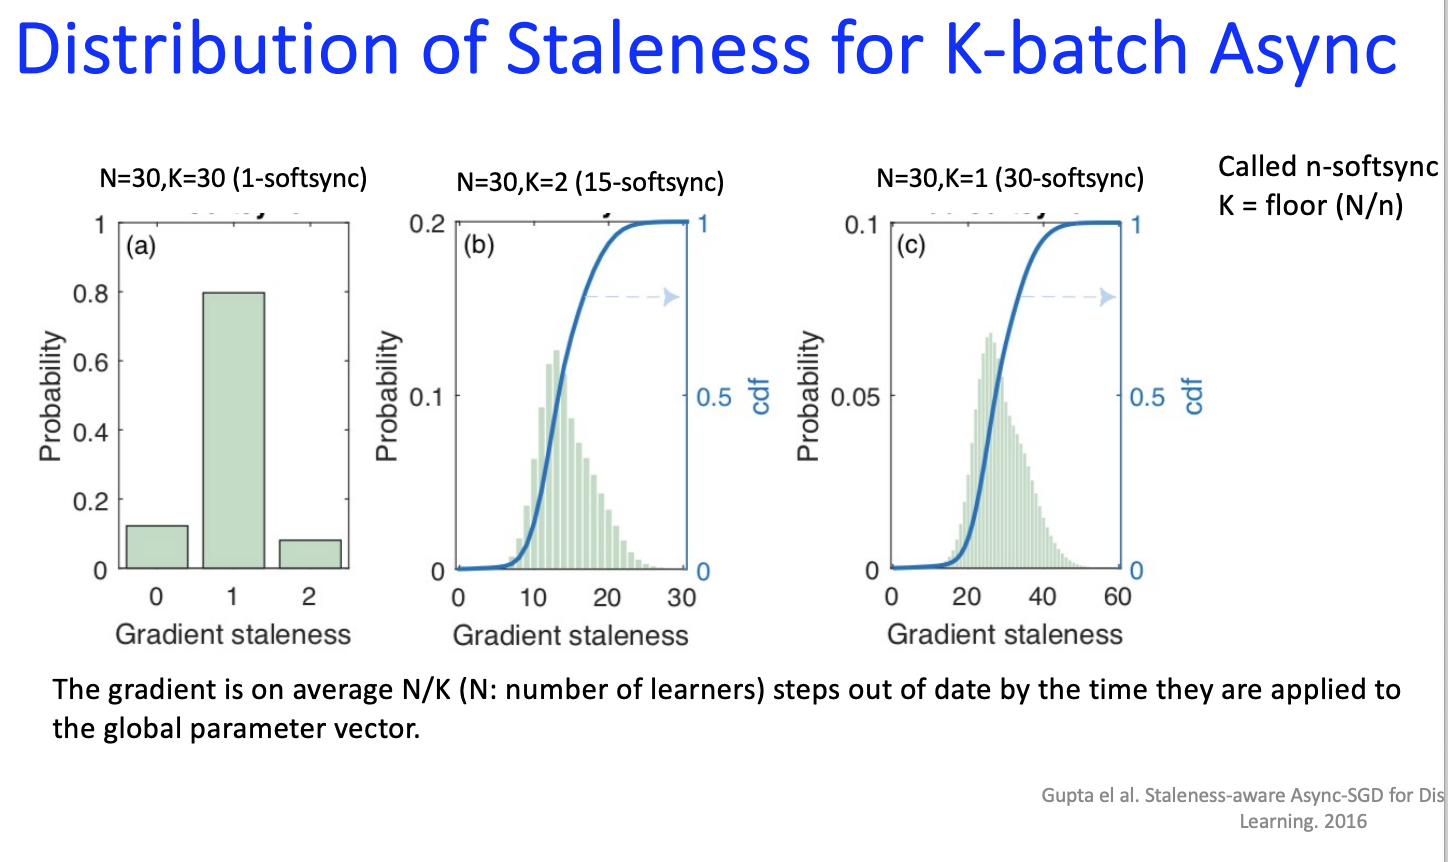 Distribution of Staleness for K-batch Async
N=30,K=30 (1-softsync)
N=30,K=2 (15-softsync)
N=30,K=1 (30-softsync)
Called n-softsync
K = floor (N/n)
(a)
1
0.8
0.6
0.4
0.2
0
Probability
0 1 2
Gradient staleness
(b)
0.2
0.1
0
Probability
1
0.5
0
cdf
0 10 20 30
Gradient staleness
(c)
0.1
0.05
0
Probability
1
0.5
0
cdf
0 20 40 60
Gradient staleness
The gradient is on average N/K (N: number of learners) steps out of date by the time they are applied to
the global parameter vector.
Gupta el al. Staleness-aware Async-SGD for Dis
Learning. 2016